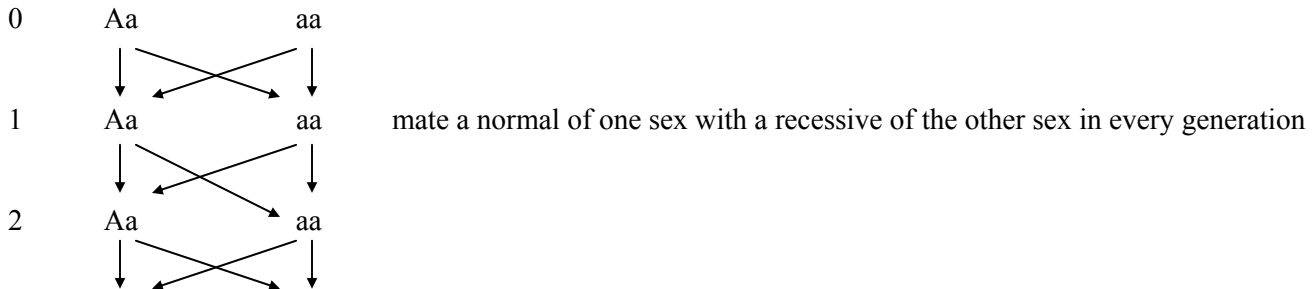 0 Aa aa
1 Aa aa mate a normal of one sex with a recessive of the other sex in every generation
2 Aa aa